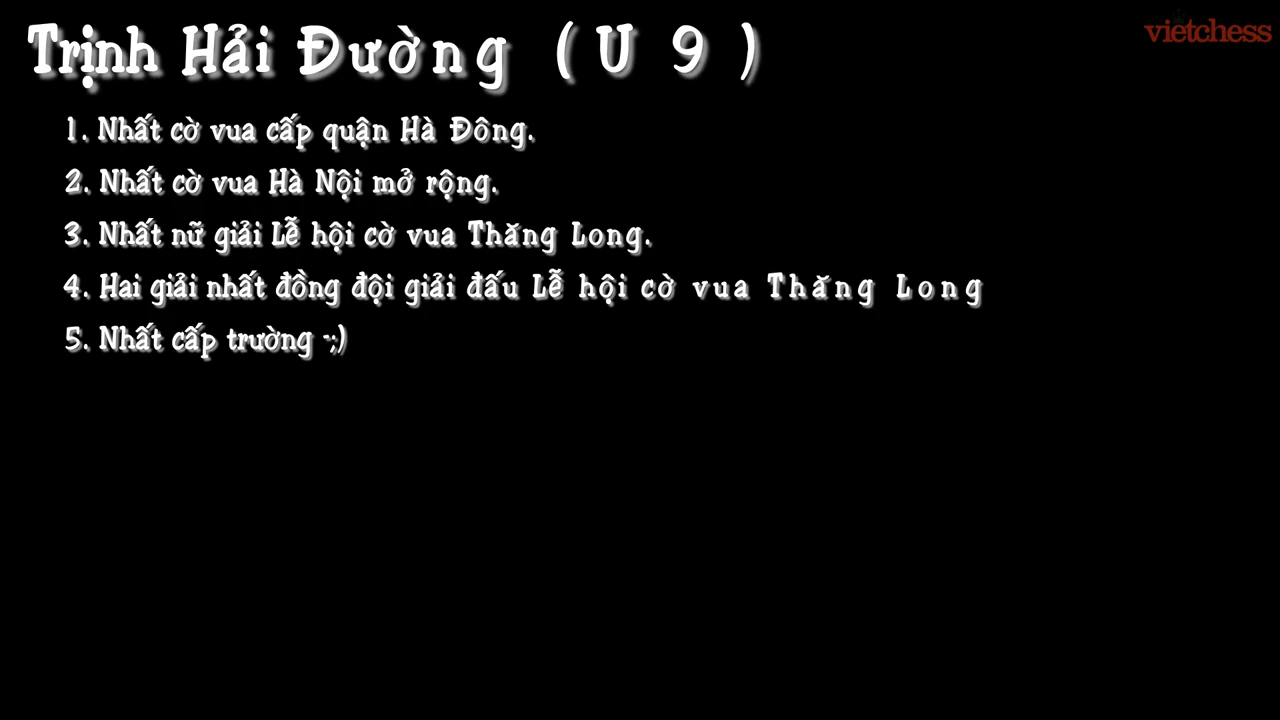 Trịnh Hải Đường ( U 9 )
vietchess
1. Nhất cờ vua cấp quận Hà Đông.
2. Nhất cờ vua Hà Nội mở rộng.
3. Nhất nữ giải Lễ hội cờ vua Thăng Long.
4. Hai giải nhất đồng đội giải đấu Lễ hội cờ vua Thăng Long
5. Nhất cấp trường -;)